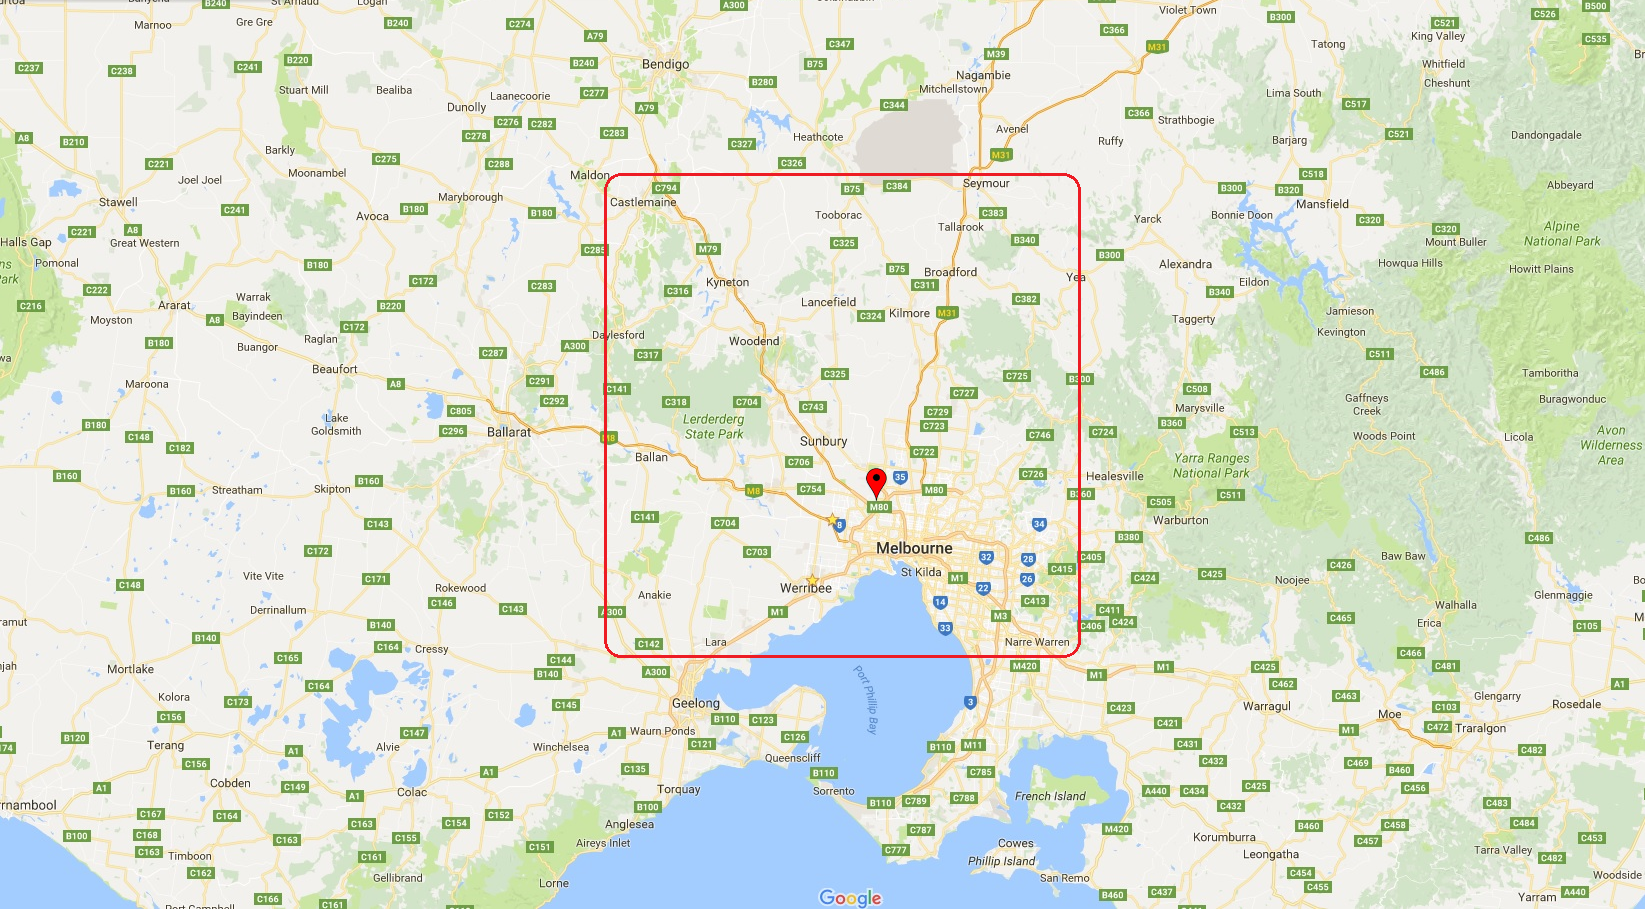 B240
Marnoo
Gre Gre
Logan
B240
C274
A79
A300
C347
M39
C366
Violet Town
M31
B300
Tatong
C521
King Valley
C526
B500
C535
C237
C238
C241
B220
Stuart Mill
Bealiba
Dunolly
Laanecoorie
B240
C277
Bendigo
A79
B280
B75
C344
Nagambie
Mitchellstown
Whitfield
Cheshunt
Lima South
C517
A8
B210
C221
Barkly
Moonambel
C275
C276
C282
C278
C288
C283
C327
Heathcote
C326
Avenel
M31
C366
Strathbogie
Ruffy
Barjarg
C521
Dandongadale
Joel Joel
Stawell
C241
Avoca
B180
Maryborough
B180
Maldon
C794
Castlemaine
B75
C384
Seymour
C518
B300
B320
Bonnie Doon
Mansfield
Abbeyard
C221
A8
Great Western
Halls Gap
Pomonal
B180
C285
M79
Tooborac
C325
C383
Tallarook
B340
Yarck
B300
C320
C320
Mount Buller
Alpine
National Park
C222
C216
Ararat
Moyston
A8
Warrak
Bayindeen
B220
C172
C283
C316
Kyneton
Lancefield
B75
Broadford
C311
C382
Yea
Alexandra
B340
Eildon
Howqua Hills
Howitt Plains
B180
Buangor
Raglan
C172
C287
A300
Daylesford
C317
Woodend
C324
Kilmore
M31
Taggerty
Jamieson
Kevington
C511
Maroona
Beaufort
A8
C291
C292
C141
C318
C704
C325
C743
C727
C725
B300
C508
Marysville
C486
Tamboritha
Gaffneys
Creek
Buragwonduc
B180
C148
C182
Lake
Goldsmith
C805
C296
Ballarat
M8
Lerderderg
State Park
Sunbury
C729
C723
C746
C724
B360
C513
Woods Point
Licola
Avon
Wilderness
Area
B160
B160
Streatham
Skipton
B160
Ballan
M8
C706
C754
35
C722
M80
C726
B360
Healesville
Yarra Ranges
National Park
C505
C511
Warburton
C143
C172
C141
C704
C703
8
M80
Melbourne
34
32
28
C405
B380
Baw Baw
C486
C148
Vite Vite
C171
Rokewood
Anakie
Werribee
St Kilda
M1
22
26
C415
C424
C425
Noojee
Walhalla
Glenmaggie
Derrinallum
C146
C143
A300
M1
14
33
C413
M3
C411
C424
C406
C465
Erica
C105
B140
B140
Mortlake
C165
C164
Cressy
C144
B140
C142
Lara
A300
Narre Warren
M420
M1
M1
C425
C466
C481
Kolora
C156
C173
C164
C145
Geelong
Port Phillip Bay
3
C462
C463
Glengarry
A1
Rosedale
B120
Terang
A1
C147
Alvie
Winchelsea
A1
Waurn Ponds
B110
C123
C121
C126
C423
C421
Warragul
M1
Moe
C103
C472
Traralgon
C156
Cobden
C149
A1
C135
Queenscliff
B110
B110
M11
C431
C432
C469
B460
C482
A1
A1
Colac
B100
Torquay
Sorrento
B110
C789
C785
C788
French Island
A440
C434
C425
C432
C456
C483
B100
C167
C168
C163
C164
C163
C163
C155
C154
C152
Anglesea
Aireys Inlet
C787
C777
Cowes
Phillip Island
M420
Korumburra
B460
C458
C457
C484
C453
Timboon
C162
C161
Gellibrand
C151
Lorne
San Remo
Leongatha
C454
C455
Tarra Valley
C482
Woodside
C166
C161
Google
B460
C437
Yarram
A440